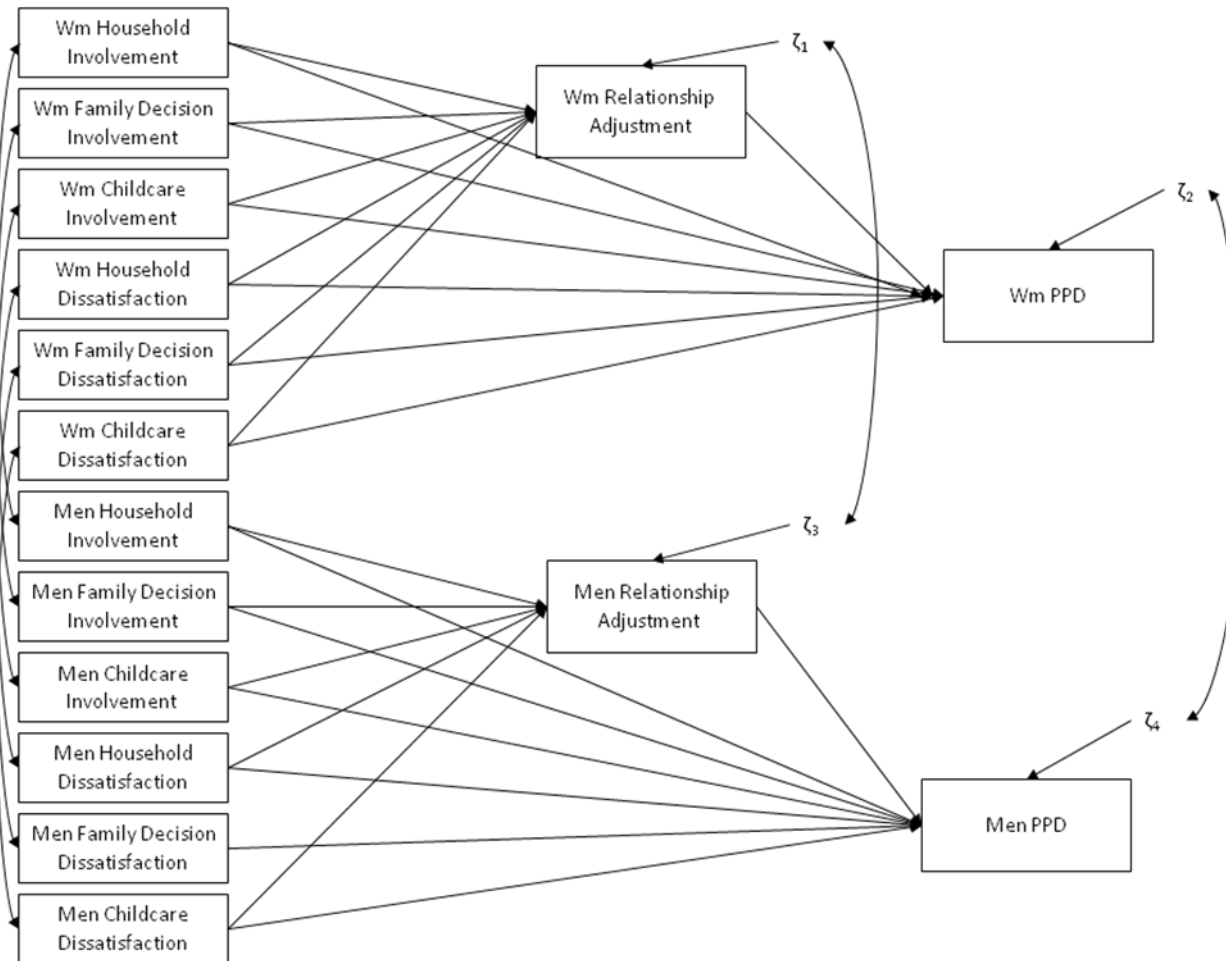 Wm Household
Involvement
Wm Family Decision
Involvement
Wm Childcare
Involvement
Wm Household
Dissatisfaction
Wm Family Decision
Dissatisfaction
Wm Childcare
Dissatisfaction
Men Household
Involvement
Men Family Decision
Involvement
Men Childcare
Involvement
Men Household
Dissatisfaction
Men Family Decision
Dissatisfaction
Men Childcare
Dissatisfaction
ζ₁
Wm Relationship
Adjustment
ζ₂
Wm PPD
ζ₃
Men Relationship
Adjustment
ζ₄
Men PPD